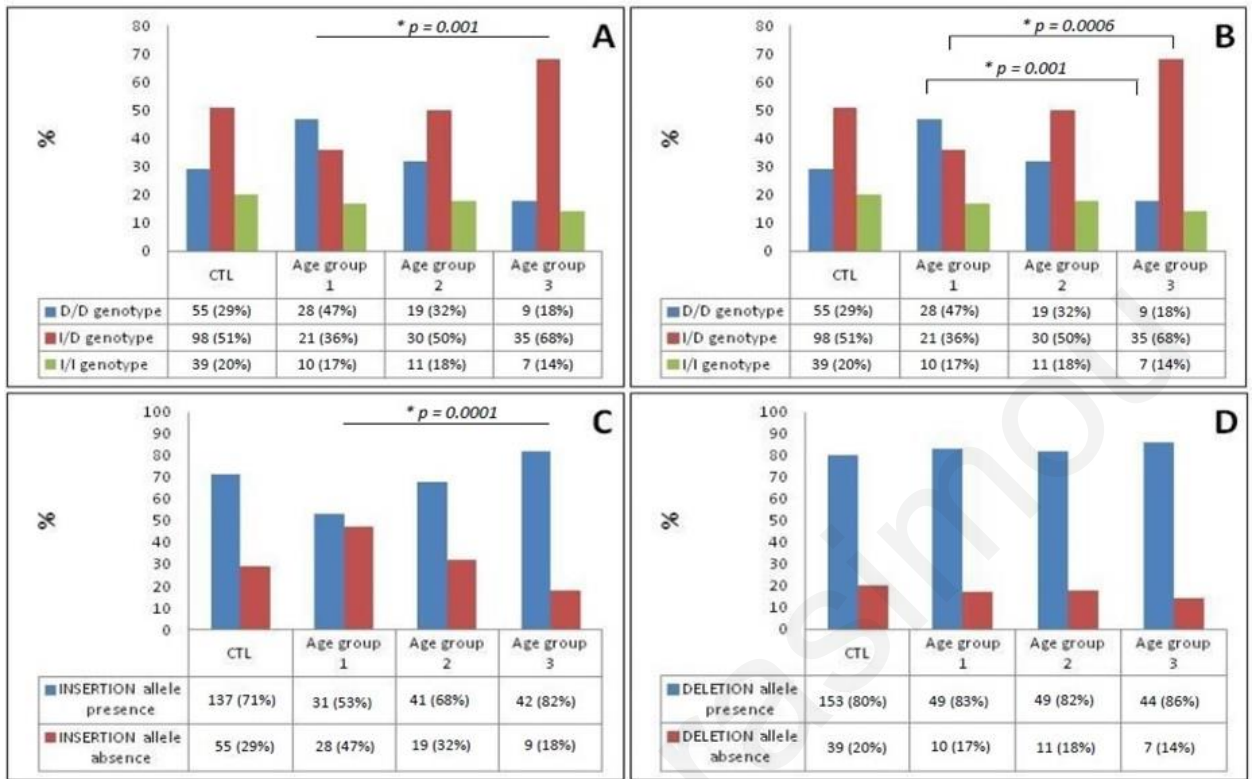 80
70
60
50
40
30
20
10
0
%
* p = 0.001
A
CTL
Age group 1
Age group 2
Age group 3
D/D genotype 55 (29%) 28 (47%) 19 (32%) 9 (18%)
I/D genotype 98 (51%) 21 (36%) 30 (50%) 35 (68%)
I/I genotype 39 (20%) 10 (17%) 11 (18%) 7 (14%)
80
70
60
50
40
30
20
10
0
%
* p = 0.0006
* p = 0.001
B
CTL
Age group 1
Age group 2
Age group 3
D/D genotype 55 (29%) 28 (47%) 19 (32%) 9 (18%)
I/D genotype 98 (51%) 21 (36%) 30 (50%) 35 (68%)
I/I genotype 39 (20%) 10 (17%) 11 (18%) 7 (14%)
100
90
80
70
60
50
40
30
20
10
0
%
* p = 0.0001
C
CTL
Age group 1
Age group 2
Age group 3
INSERTION allele presence 137 (71%) 31 (53%) 41 (68%) 42 (82%)
INSERTION allele absence 55 (29%) 28 (47%) 19 (32%) 9 (18%)
100
90
80
70
60
50
40
30
20
10
0
%
D
CTL
Age group 1
Age group 2
Age group 3
DELETION allele presence 153 (80%) 49 (83%) 49 (82%) 44 (86%)
DELETION allele absence 39 (20%) 10 (17%) 11 (18%) 7 (14%)